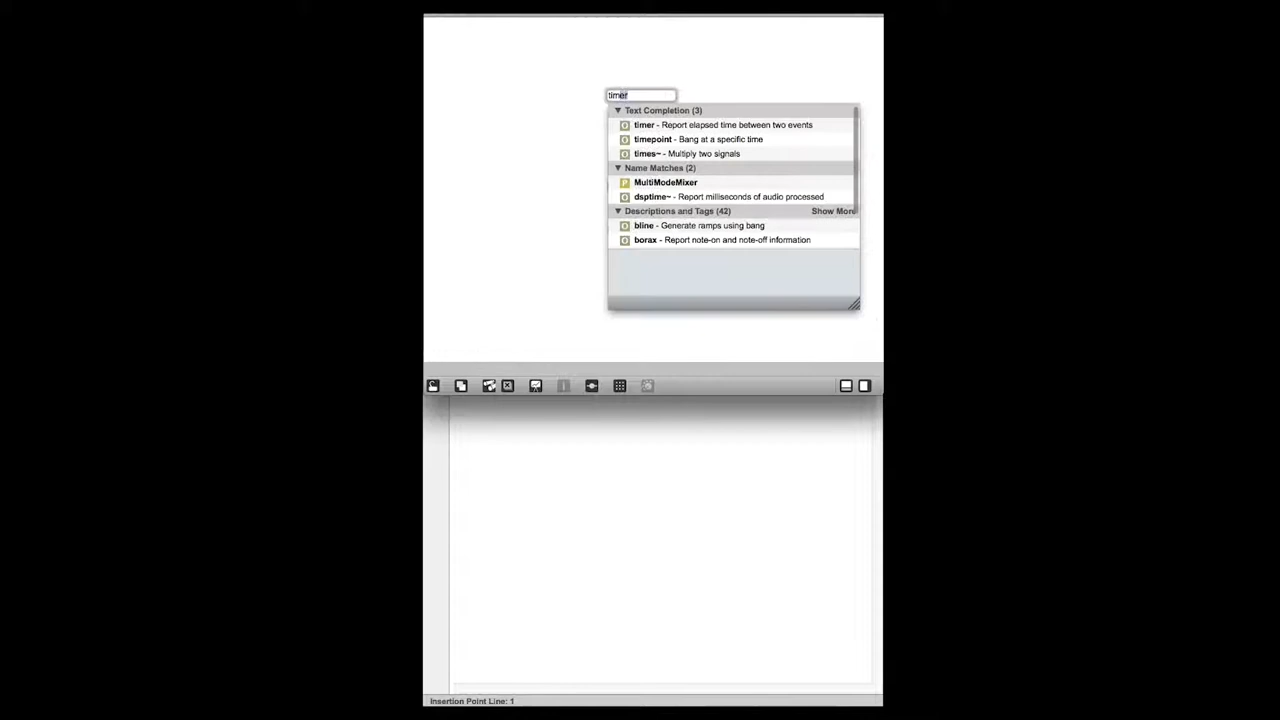 timer
Text Completion (3)
timer - Report elapsed time between two events
timepoint - Bang at a specific time
times~ - Multiply two signals
Name Matches (2)
MultiModeMixer
dsptime~ - Report milliseconds of audio processed
Descriptions and Tags (42) Show More
bline - Generate ramps using bang
borax - Report note-on and note-off information
Insertion Point Line: 1